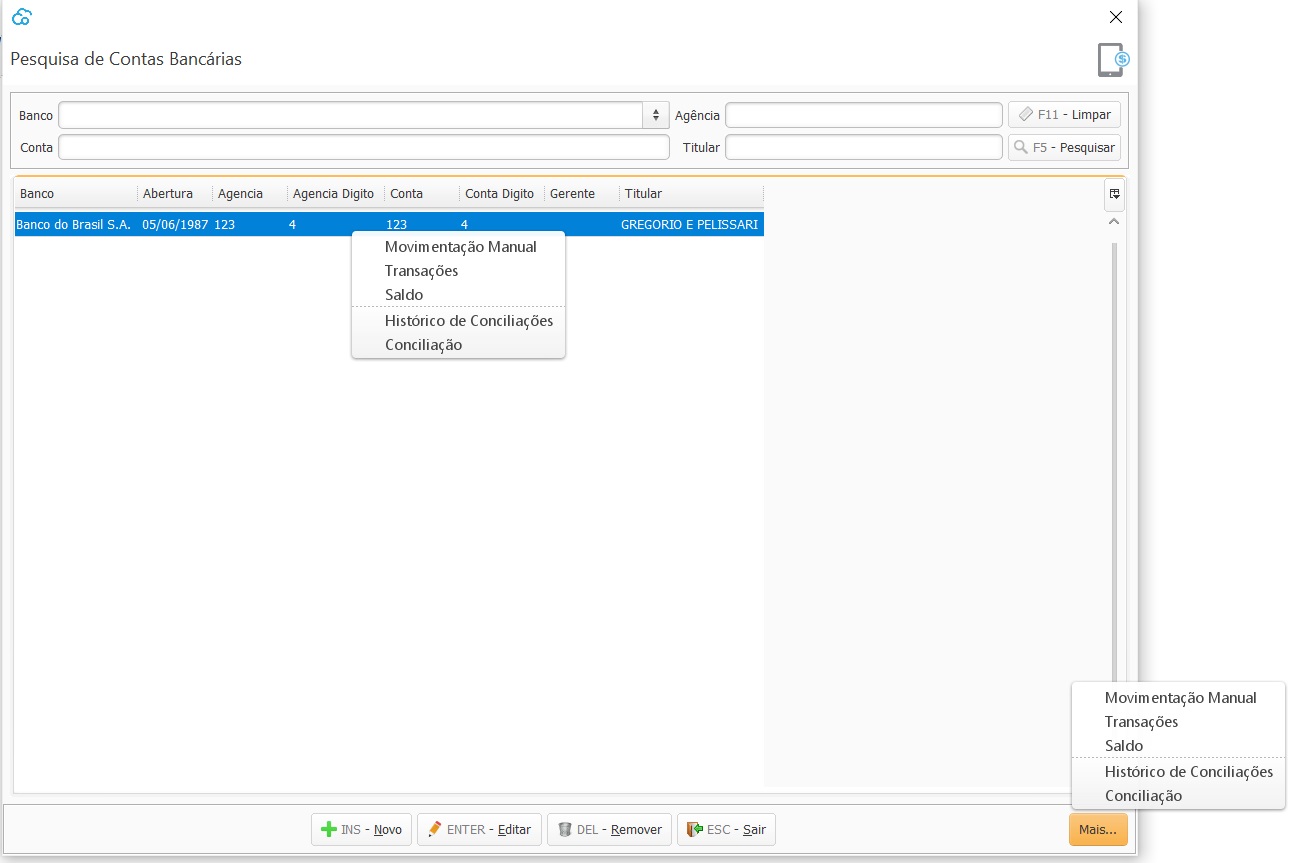 Pesquisa de Contas Bancárias
Banco Agência F11 - Limpar
Conta Titular F5 - Pesquisar
Banco Abertura Agencia Agencia Digito Conta Conta Digito Gerente Titular
Banco do Brasil S.A. 05/06/1987 123 4 123 4 GREGORIO E PELISSARI
Movimentação Manual
Transações
Saldo
Histórico de Conciliações
Conciliação
Movimentação Manual
Transações
Saldo
Histórico de Conciliações
Conciliação
INS - Novo ENTER - Editar DEL - Remover ESC - Sair Mais...